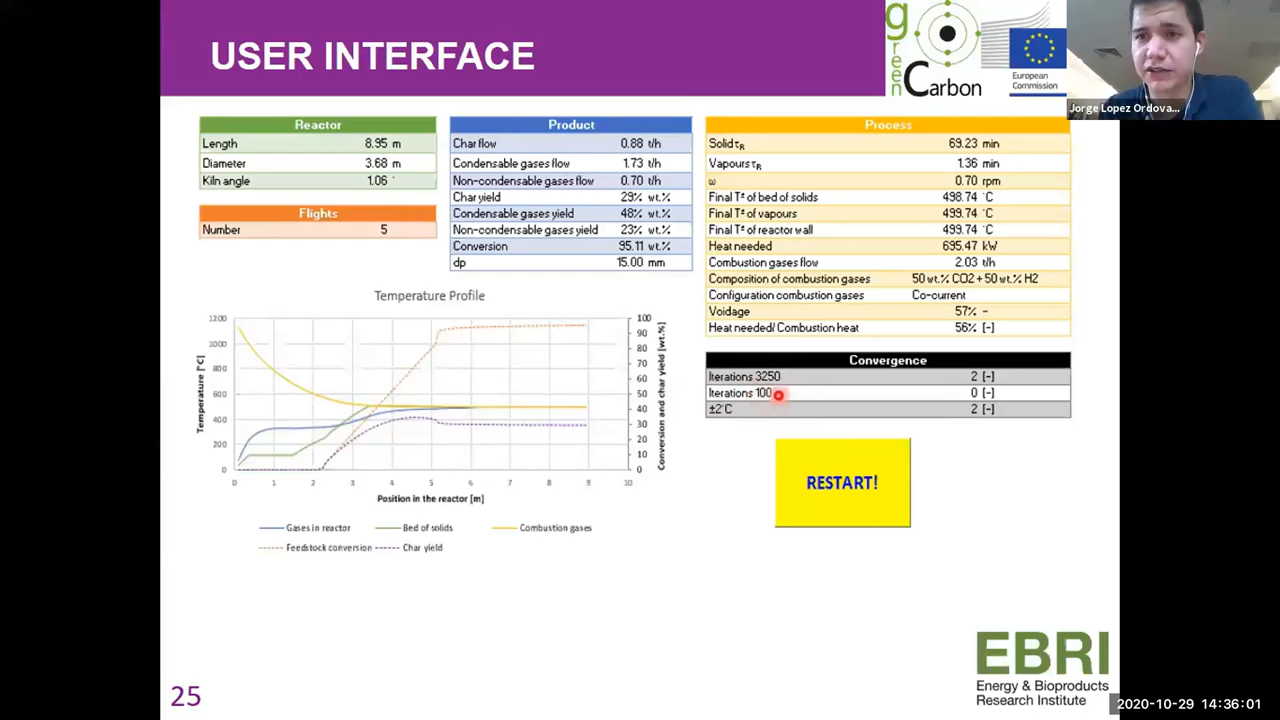 USER INTERFACE
green Carbon
European Commission
Jorge Lopez Ordova...
Reactor
Length 8.95 m
Diameter 3.68 m
Kiln angle 1.06 °
Flights
Number 5
Product
Char flow 0.88 t/h
Condensable gases flow 1.73 t/h
Non-condensable gases flow 0.70 t/h
Char yield 29% wt.%
Condensable gases yield 48% wt.%
Non-condensable gases yield 23% wt.%
Conversion 95.11 wt.%
dp 15.00 mm
Process
Solid τR 69.23 min
Vapours τR 1.36 min
ω 0.70 rpm
Final Tª of bed of solids 498.74 °C
Final Tª of vapours 499.74 °C
Final Tª of reactor wall 499.74 °C
Heat needed 695.47 kW
Combustion gases flow 2.03 t/h
Composition of combustion gases 50 wt.% CO2 + 50 wt.% H2
Configuration combustion gases Co-current
Voidage 57% -
Heat needed/ Combustion heat 56% [-]
Convergence
Iterations 3250 2 [-]
Iterations 100 0 [-]
±2°C 2 [-]
RESTART!
Temperature Profile
Temperature [°C]
1200
1000
800
600
400
200
0
100
90
80
70
60
50
40
30
20
10
0
Conversion and char yield [wt.%]
0 1 2 3 4 5 6 7 8 9 10
Position in the reactor [m]
Gases in reactor Bed of solids Combustion gases
Feedstock conversion Char yield
EBRI
Energy & Bioproducts
Research Institute
25
2020-10-29 14:36:01